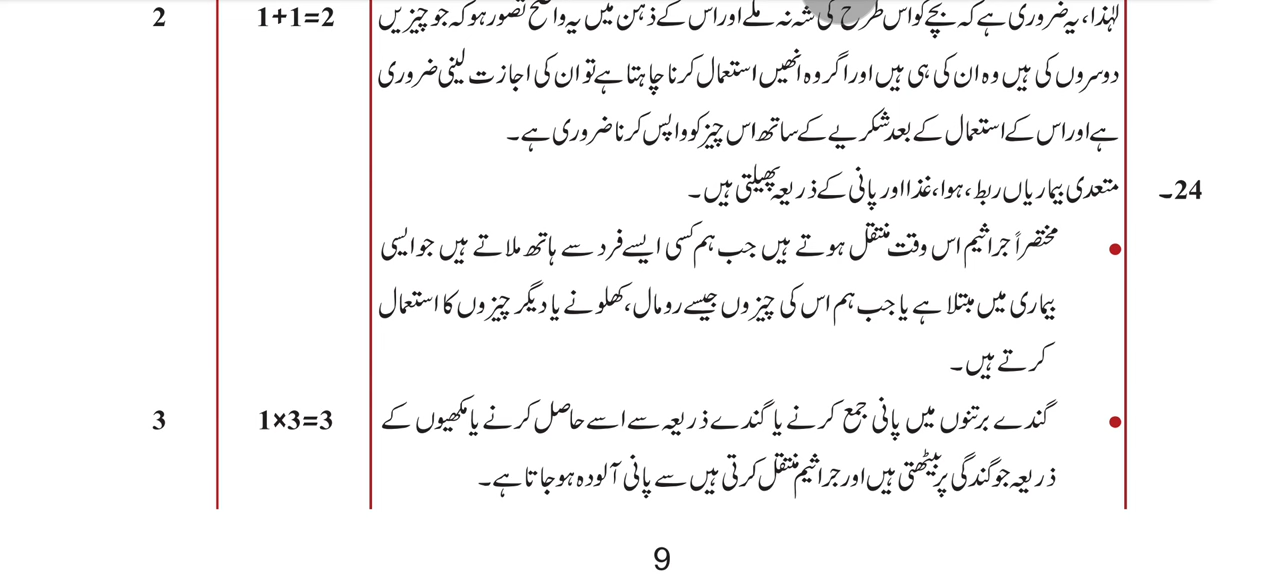 لہٰذا، یہ ضروری ہے کہ بچے کو اس طرح کی شہ نہ ملے اور اس کے ذہن میں یہ واضح تصور ہو کہ جو چیزیں 1+1=2 2
دوسروں کی ہیں وہ ان کی ہی ہیں اور اگر وہ انھیں استعمال کرنا چاہتا ہے تو ان کی اجازت لینی ضروری
ہے اور اس کے استعمال کے بعد شکریے کے ساتھ اس چیز کو واپس کرنا ضروری ہے۔
24۔ متعدی بیماریاں ربط، ہوا، غذا اور پانی کے ذریعہ پھیلتی ہیں۔
• مختصراً جراثیم اس وقت منتقل ہوتے ہیں جب ہم کسی ایسے فرد سے ہاتھ ملاتے ہیں جو ایسی
بیماری میں مبتلا ہے یا جب ہم اس کی چیزوں جیسے رومال، کھلونے یا دیگر چیزوں کا استعمال
کرتے ہیں۔
• گندے برتنوں میں پانی جمع کرنے یا گندے ذریعہ سے اسے حاصل کرنے یا مکھیوں کے 1×3=3 3
ذریعہ جو گندگی پر بیٹھتی ہیں اور جراثیم منتقل کرتی ہیں سے پانی آلودہ ہو جاتا ہے۔
9